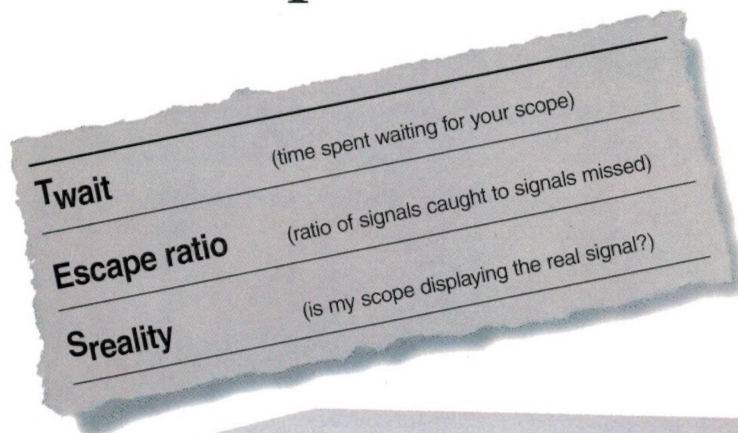 Twait (time spent waiting for your scope)
Escape ratio (ratio of signals caught to signals missed)
Sreality (is my scope displaying the real signal?)